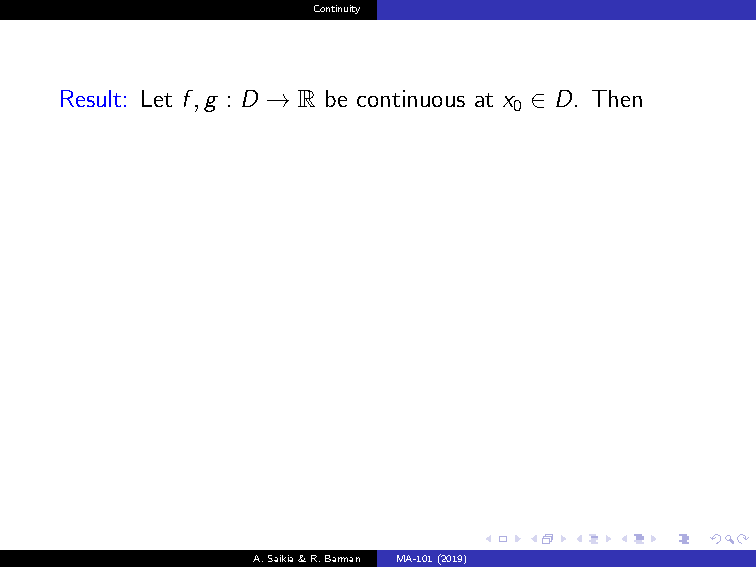 Continuity
Result: Let f, g : D → ℝ be continuous at x₀ ∈ D. Then
A. Saikia & R. Barman MA-101 (2019)